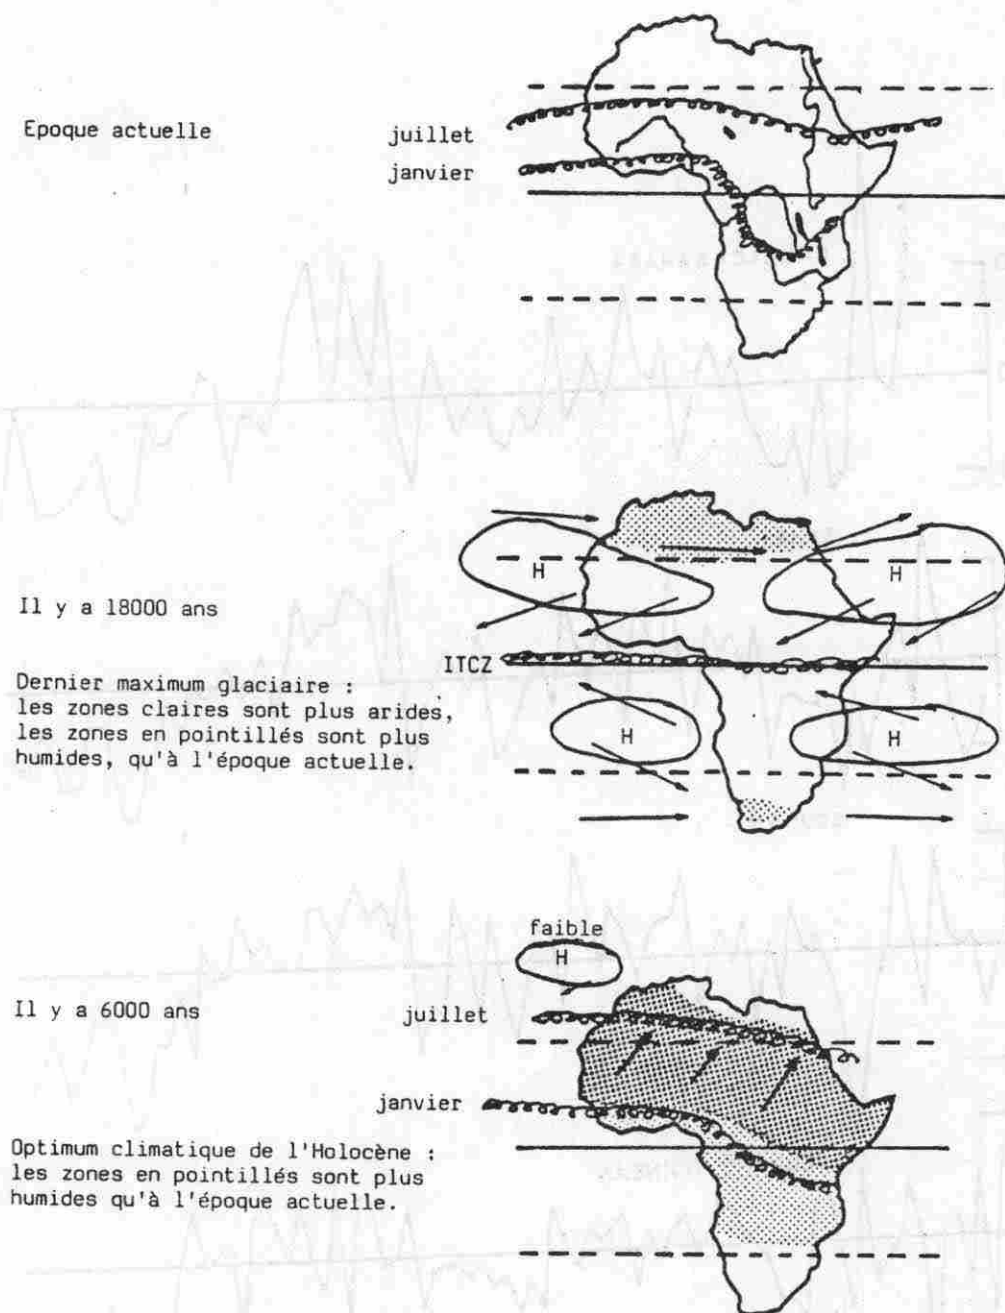 Epoque actuelle
juillet
janvier
Il y a 18000 ans
H
H
ITCZ
Dernier maximum glaciaire :
les zones claires sont plus arides,
les zones en pointillés sont plus
humides, qu'à l'époque actuelle.
H
H
faible
H
Il y a 6000 ans
juillet
janvier
Optimum climatique de l'Holocène :
les zones en pointillés sont plus
humides qu'à l'époque actuelle.